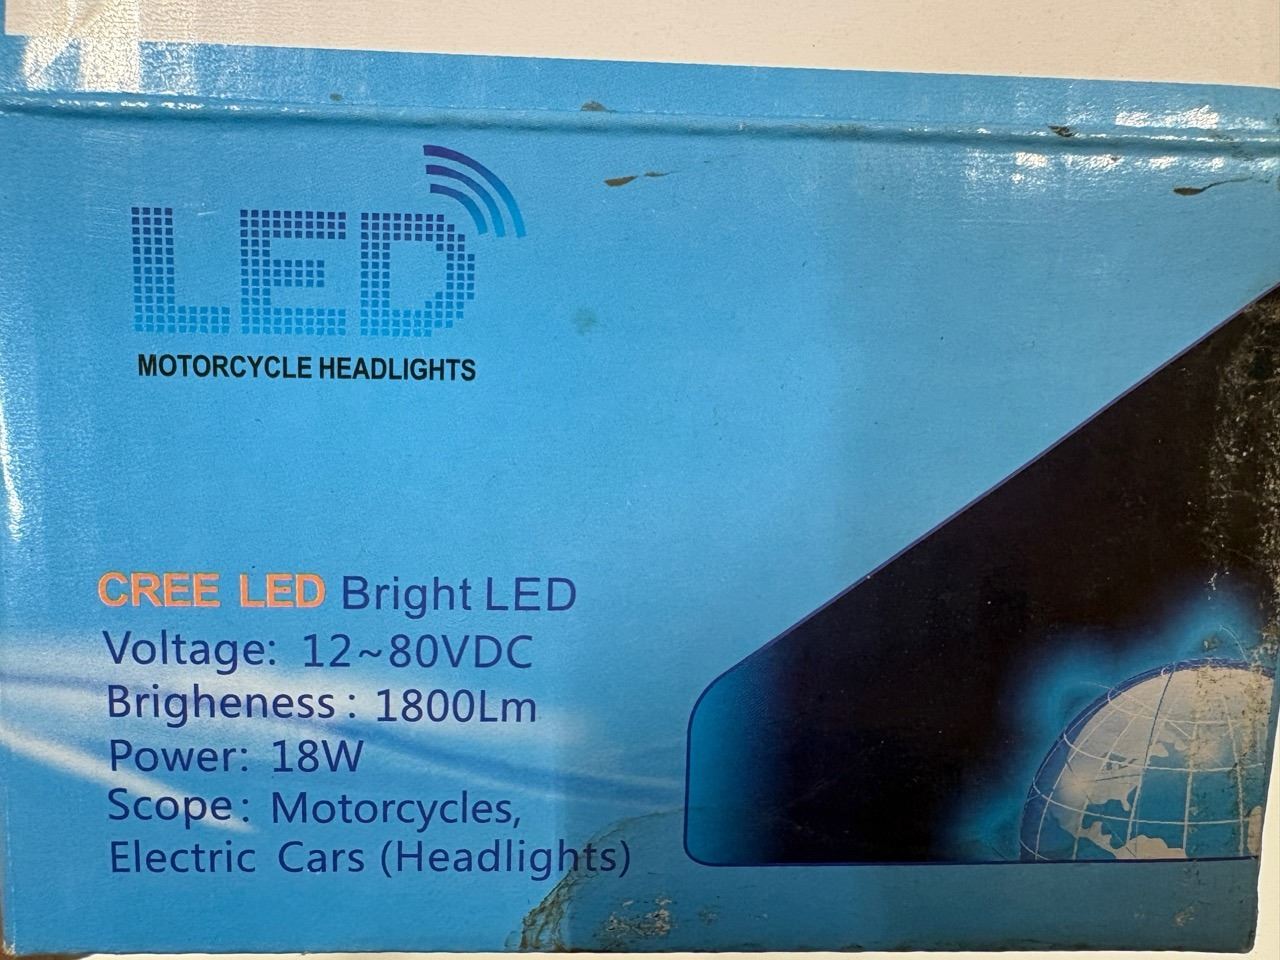 LED
MOTORCYCLE HEADLIGHTS
CREE LED Bright LED
Voltage: 12~80VDC
Brigheness: 1800Lm
Power: 18W
Scope: Motorcycles,
Electric Cars (Headlights)